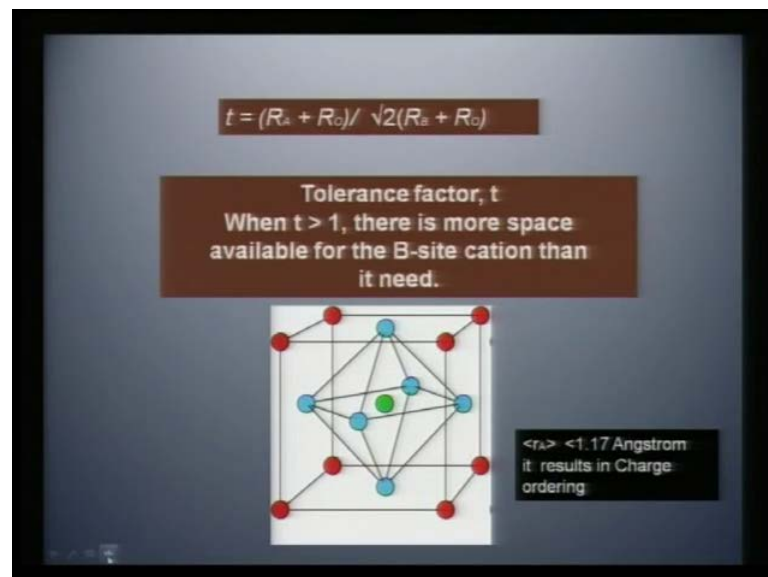 t = (RA + RO)/ √2(RB + RO)
Tolerance factor, t
When t > 1, there is more space
available for the B-site cation than
it need.
<rA> <1.17 Angstrom
it results in Charge
ordering